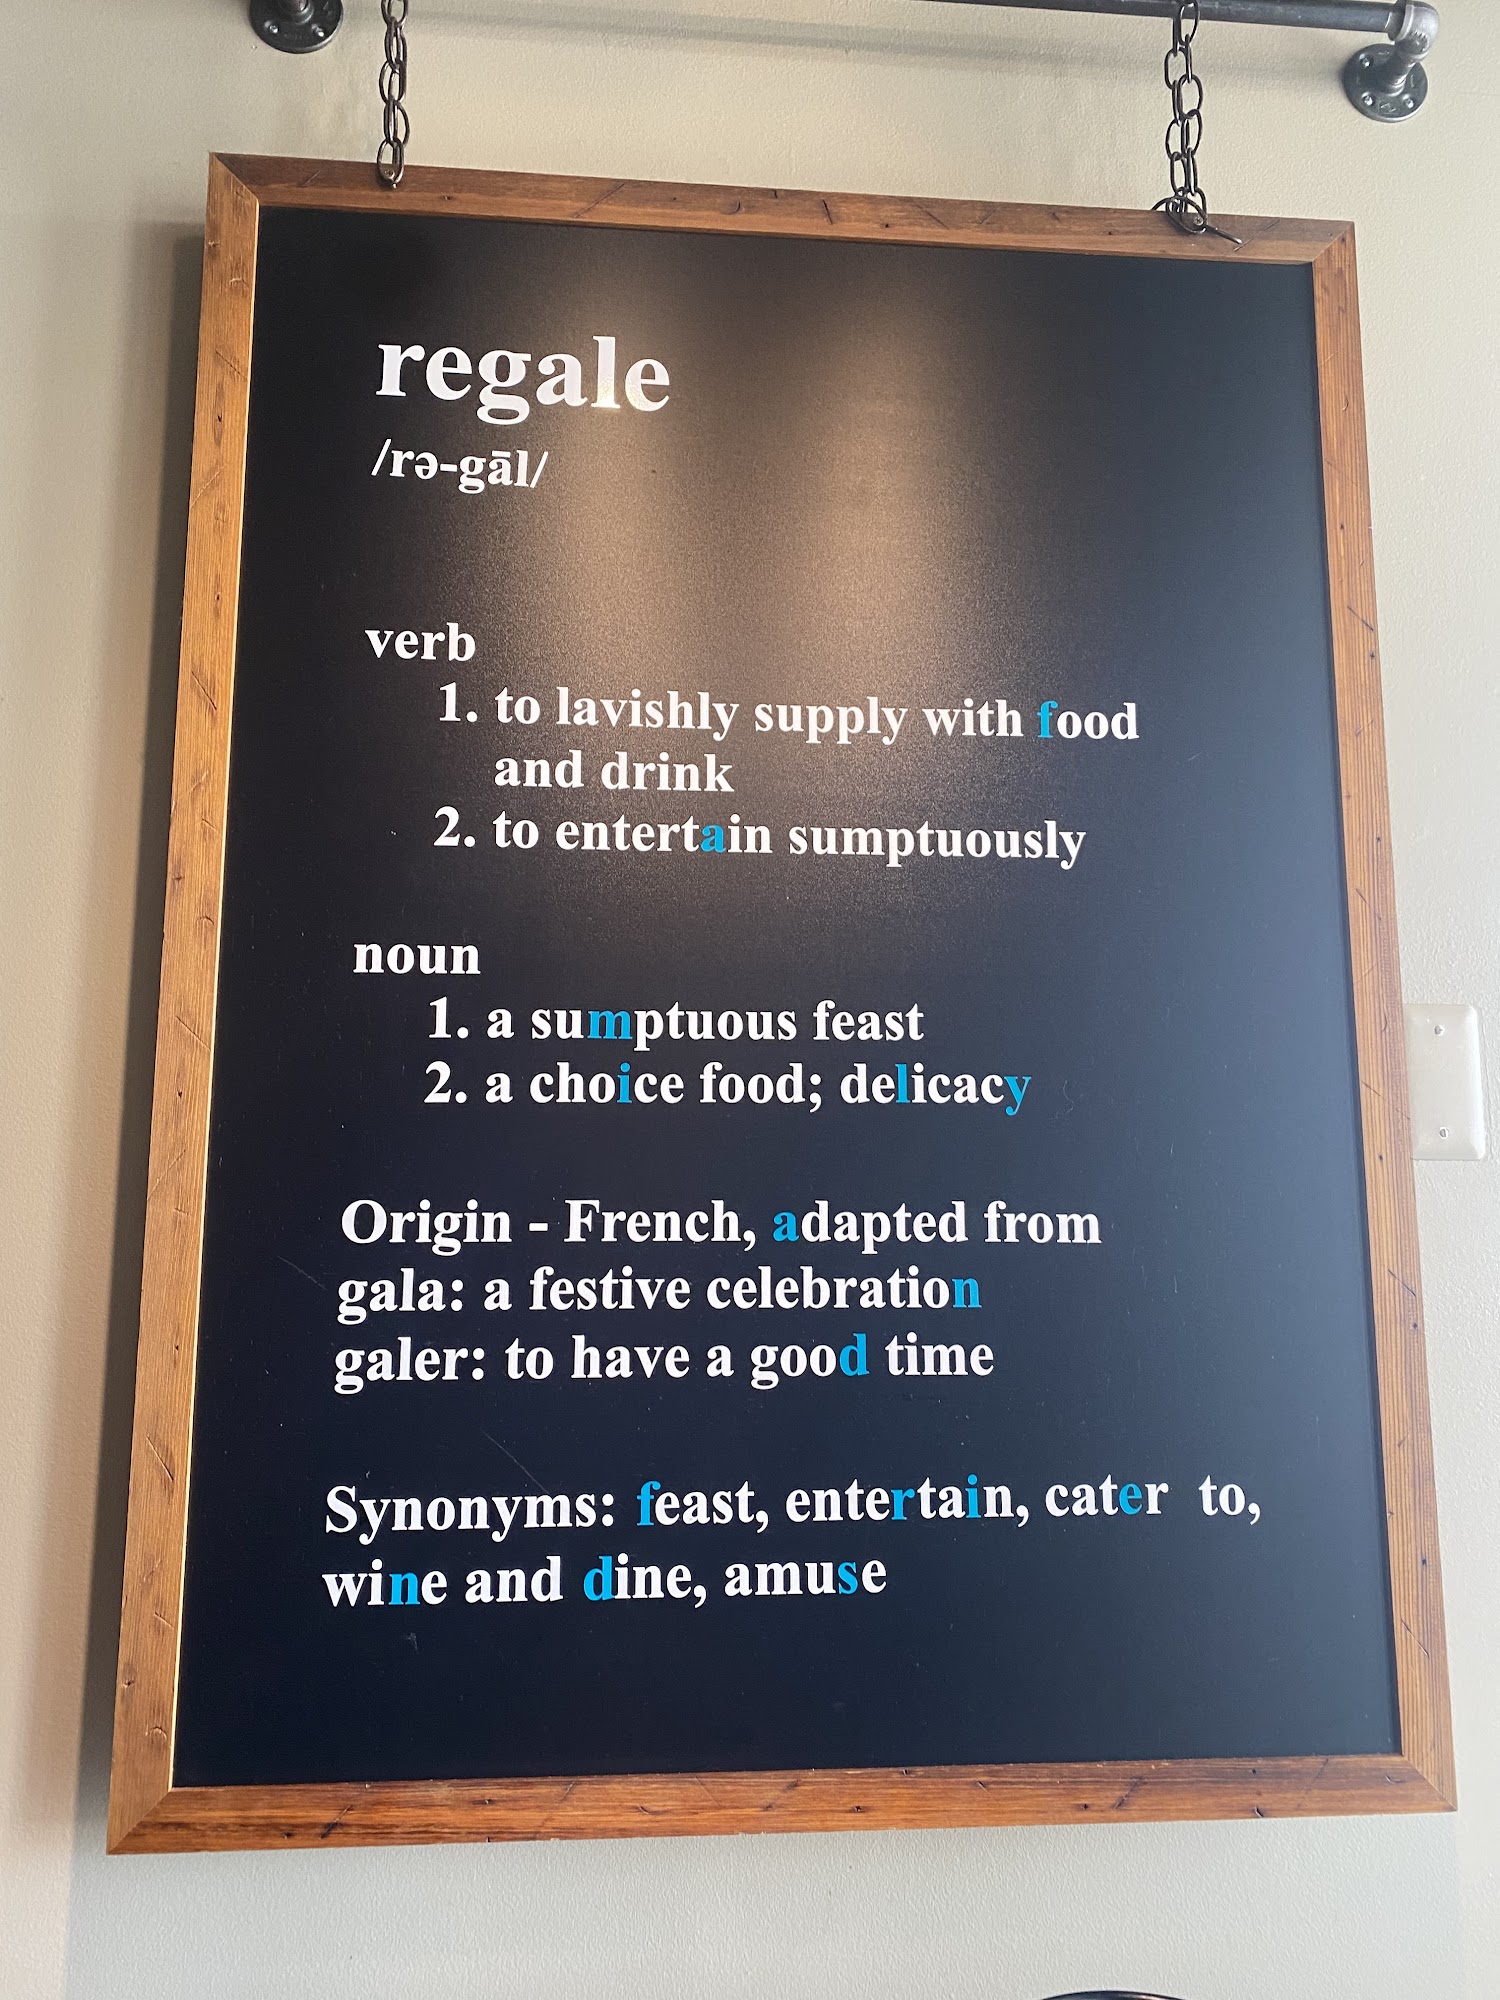 regale
/rə-gāl/
verb
1. to lavishly supply with food
and drink
2. to entertain sumptuously
noun
1. a sumptuous feast
2. a choice food; delicacy
Origin - French, adapted from
gala: a festive celebration
galer: to have a good time
Synonyms: feast, entertain, cater to,
wine and dine, amuse